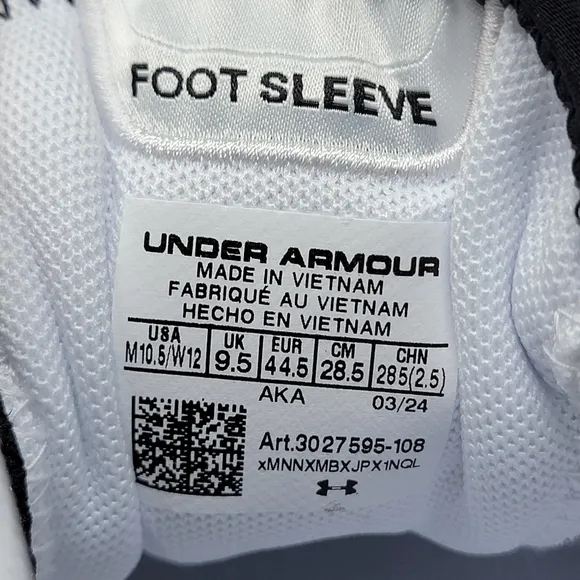 FOOT SLEEVE
UNDER ARMOUR
MADE IN VIETNAM
FABRIQUÉ AU VIETNAM
HECHO EN VIETNAM
USA UK EUR CM CHN
M10.5/W12 9.5 44.5 28.5 285(2.5)
AKA 03/24
Art.3027595-108
xMNNXMBXJPX1NQL